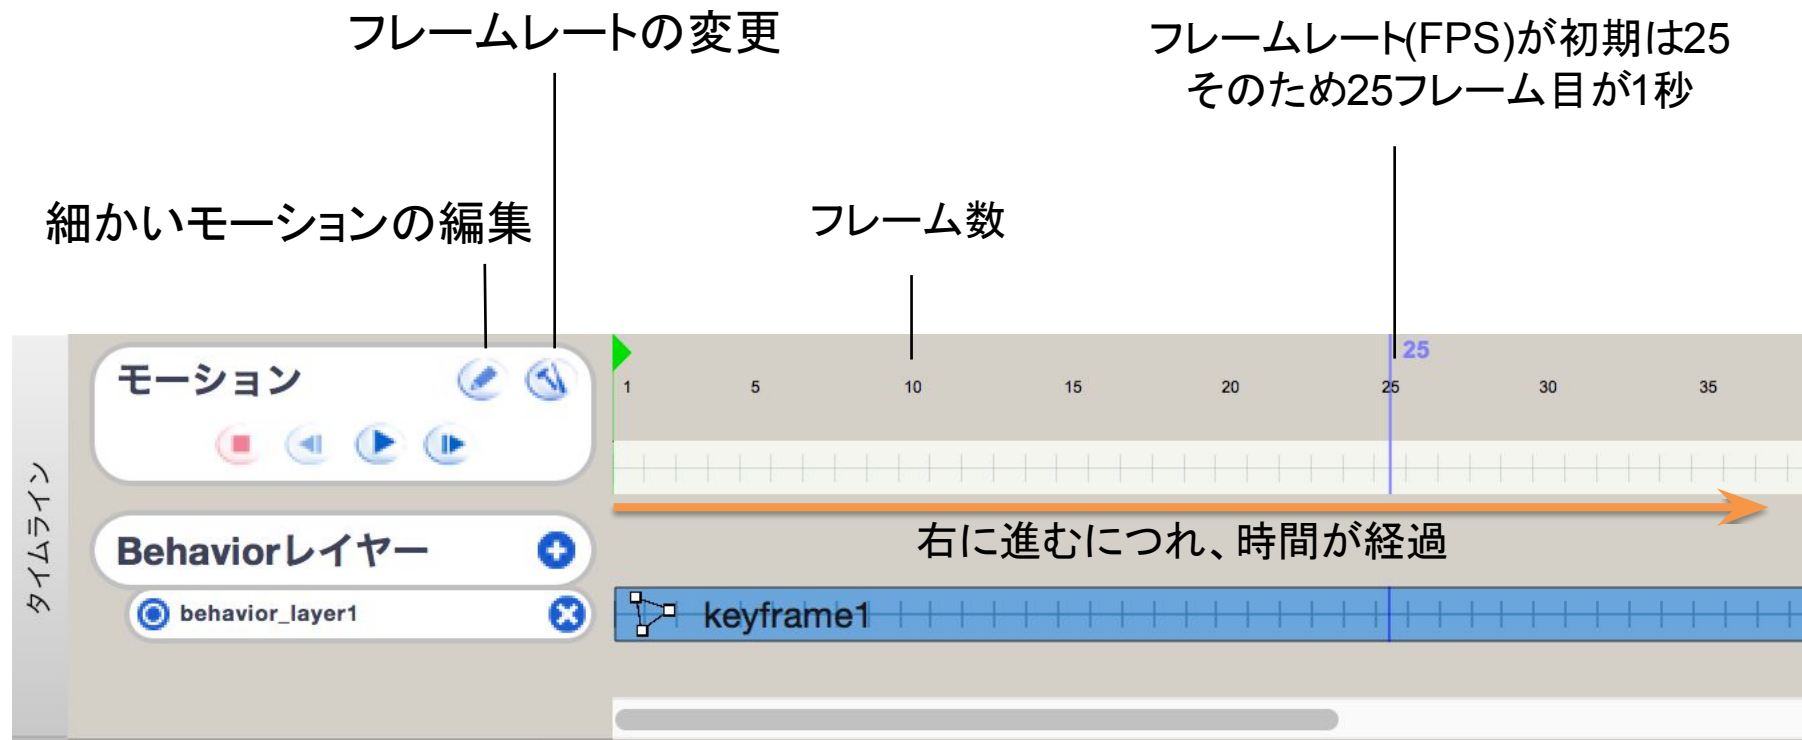 フレームレートの変更
フレームレート(FPS)が初期は25
そのため25フレーム目が1秒
細かいモーションの編集
フレーム数
モーション
25
1 5 10 15 20 25 30 35
タイムライン
右に進むにつれ、時間が経過
Behaviorレイヤー
behavior_layer1
keyframe1